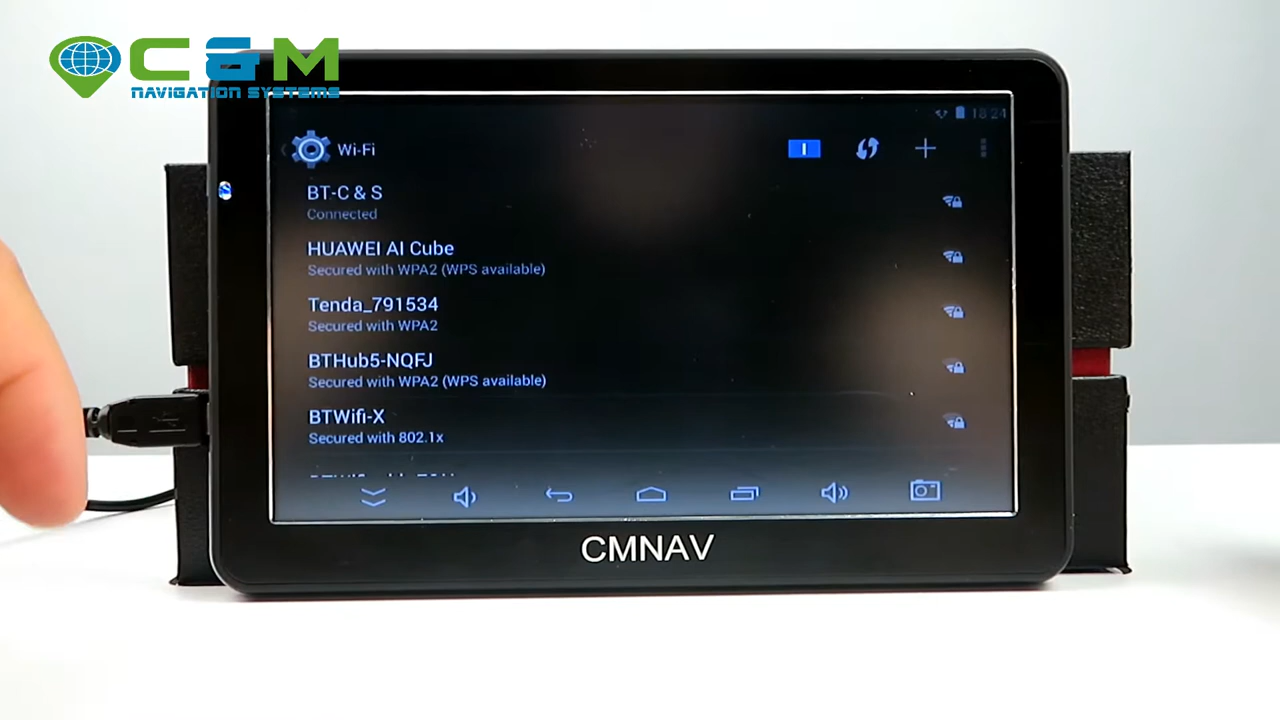 C & M
NAVIGATION SYSTEMS
18:24
Wi-Fi
BT-C & S
Connected
HUAWEI AI Cube
Secured with WPA2 (WPS available)
Tenda_791534
Secured with WPA2
BTHub5-NQFJ
Secured with WPA2 (WPS available)
BTWifi-X
Secured with 802.1x
CMNAV